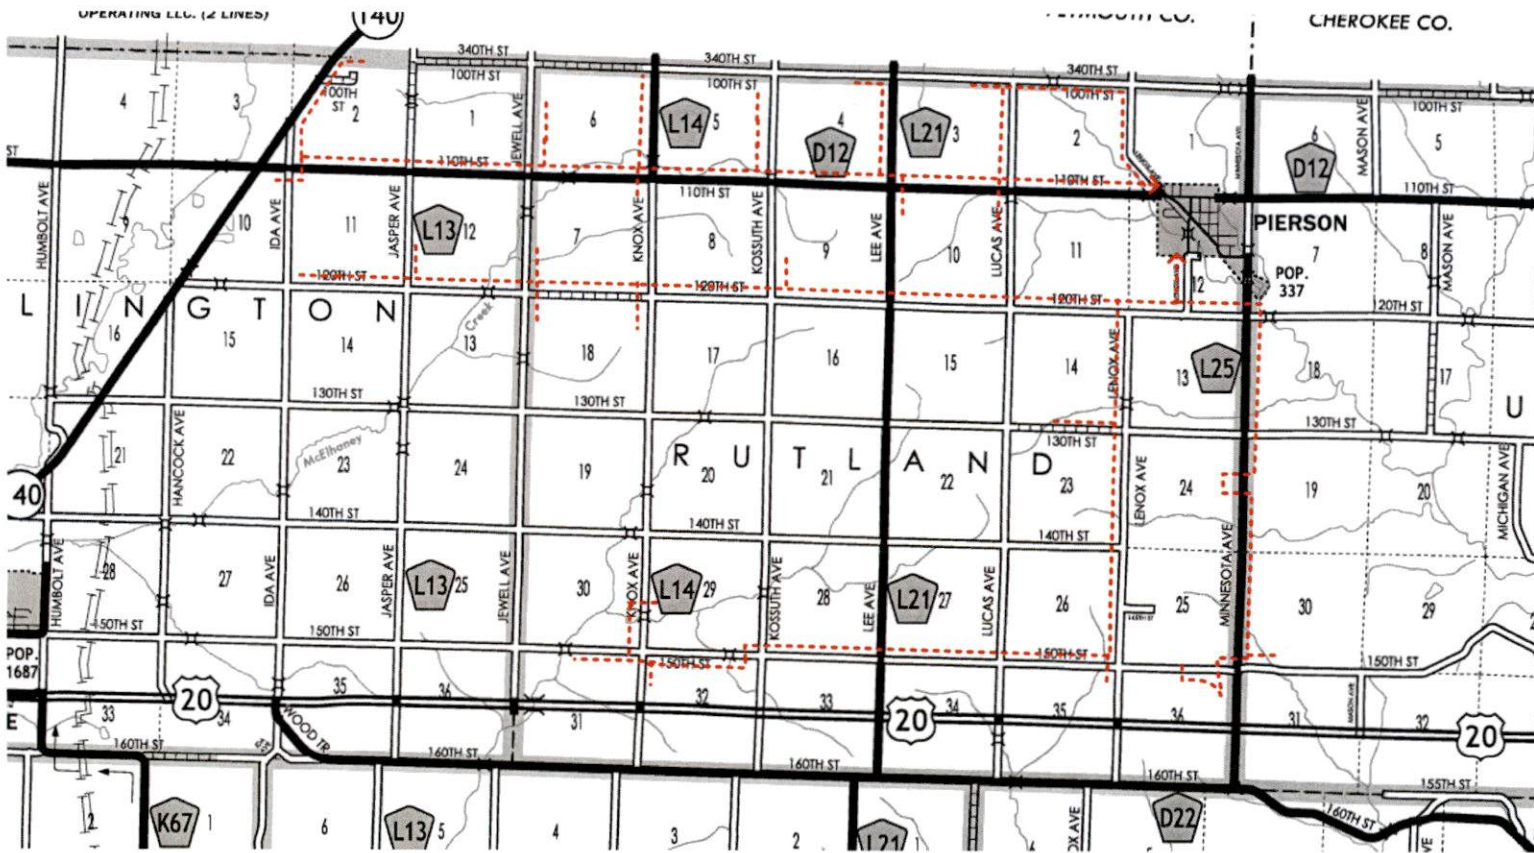 OPERATING LLC. (2 LINES)
140
CHEROKEE CO.
340TH ST
100TH ST
340TH ST
100TH ST
340TH ST
100TH ST
100TH ST
100TH ST
4
3
2
1
6
L14
5
4
D12
L21
3
2
1
6
D12
5
JEWELL AVE
MASON AVE
ST
110TH ST
110TH ST
110TH ST
110TH ST
HUMBOLT AVE
9
10
IDA AVE
11
JASPER AVE
L13
12
7
KNOX AVE
8
KOSSUTH AVE
9
LEE AVE
10
LUCAS AVE
11
12
PIERSON
POP.
337
7
8
MASON AVE
120TH ST
120TH ST
120TH ST
120TH ST
L I N G T O N
16
15
14
Creek
13
18
17
16
15
14
LENOX AVE
13
L25
18
17
130TH ST
130TH ST
130TH ST
130TH ST
U
21
HANCOCK AVE
22
McElhaney
23
24
19
R U T L A N D
20
21
22
23
LENOX AVE
24
19
20
MICHIGAN AVE
40
140TH ST
140TH ST
140TH ST
HUMBOLT AVE
28
27
IDA AVE
26
JASPER AVE
L13
25
JEWELL AVE
30
KNOX AVE
L14
29
KOSSUTH AVE
28
LEE AVE
L21
27
LUCAS AVE
26
25
MINNESOTA AVE
30
29
150TH ST
150TH ST
150TH ST
150TH ST
150TH ST
POP.
1687
E
33
20
34
35
36
31
32
33
20
34
35
36
31
MASON AVE
32
20
WOOD TR
160TH ST
160TH ST
160TH ST
160TH ST
155TH ST
160TH ST
2
K67
1
6
L13
5
4
3
2
L21
1
D22